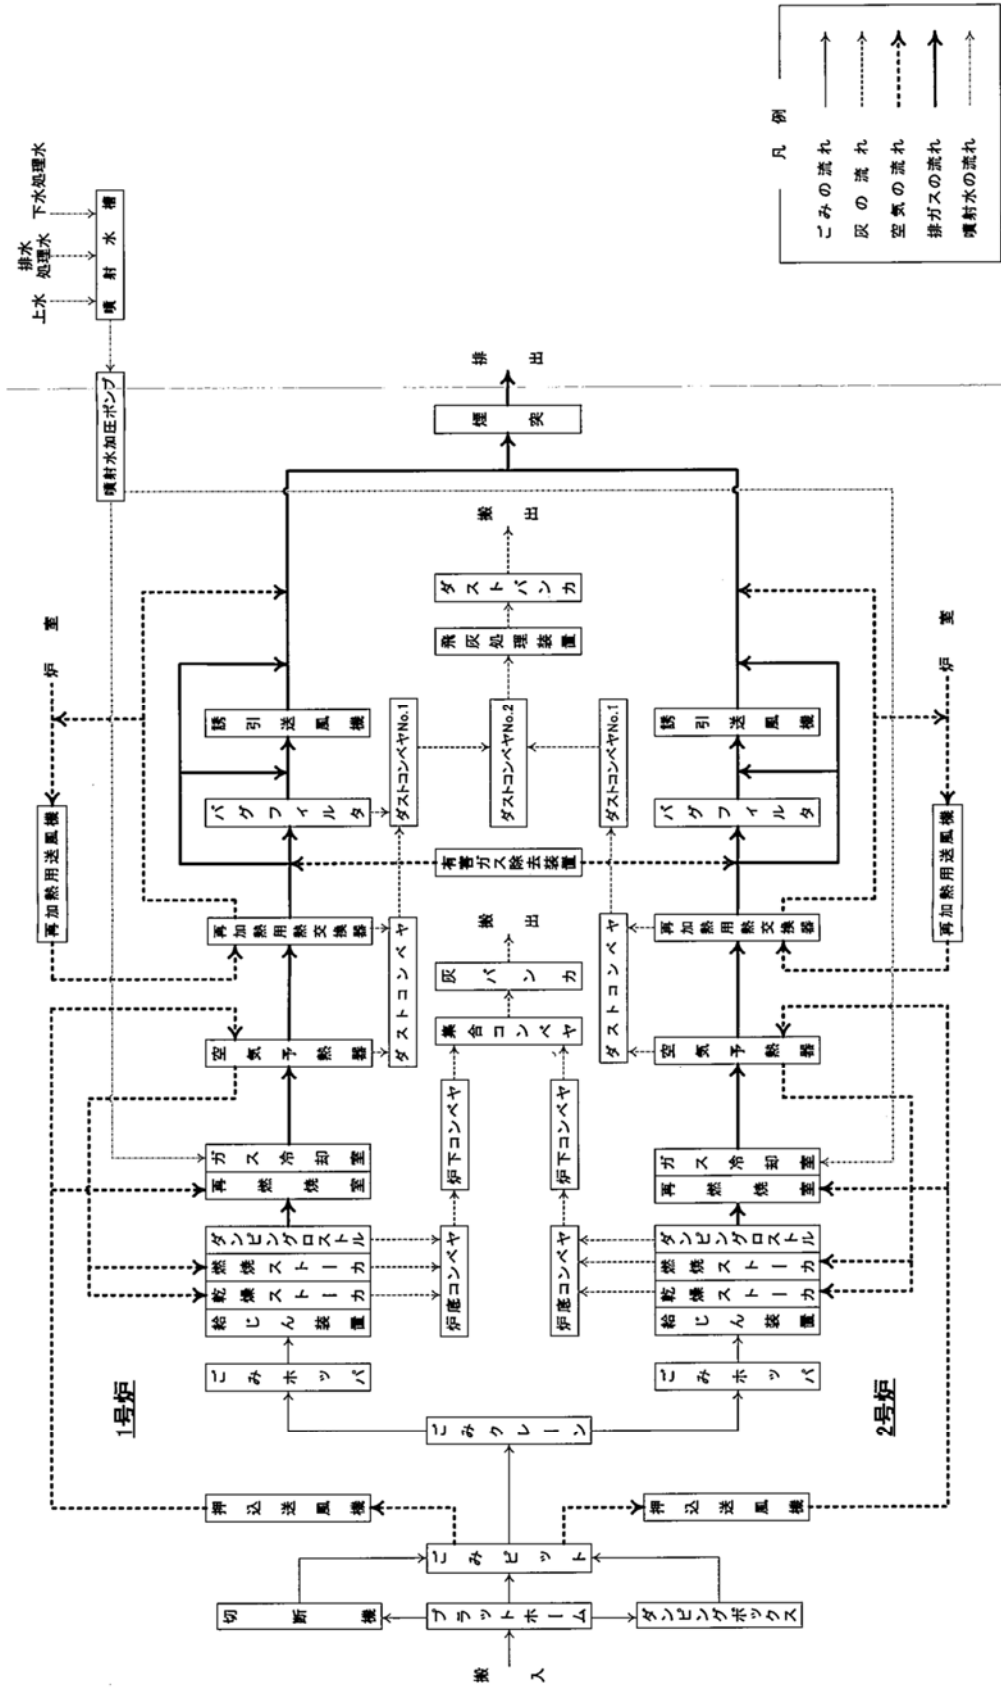 搬入
プラットホーム
切断機
ダンピングボックス
ごみピット
押込送風機
押込送風機
ごみクレーン
1号炉
ごみホッパ
給じん装置
乾燥ストーカ
燃焼ストーカ
ダンピングロストル
再燃焼室
ガス冷却室
空気予熱器
再加熱用熱交換器
バグフィルタ
誘引送風機
再加熱用送風機
炉室
炉底コンベヤ
炉下コンベヤ
ダストコンベヤ
ダストコンベヤNo.1
集合コンベヤ
灰バンカ
搬出
有害ガス除去装置
ダストコンベヤNo.2
飛灰処理装置
ダストバンカ
搬出
煙突
排出
炉底コンベヤ
炉下コンベヤ
ダストコンベヤ
ダストコンベヤNo.1
2号炉
ごみホッパ
給じん装置
乾燥ストーカ
燃焼ストーカ
ダンピングロストル
再燃焼室
ガス冷却室
空気予熱器
再加熱用熱交換器
バグフィルタ
誘引送風機
再加熱用送風機
炉室
噴射水加圧ポンプ
噴射水槽
上水
排水
処理水
下水処理水
凡例
ごみの流れ
灰の流れ
空気の流れ
排ガスの流れ
噴射水の流れ